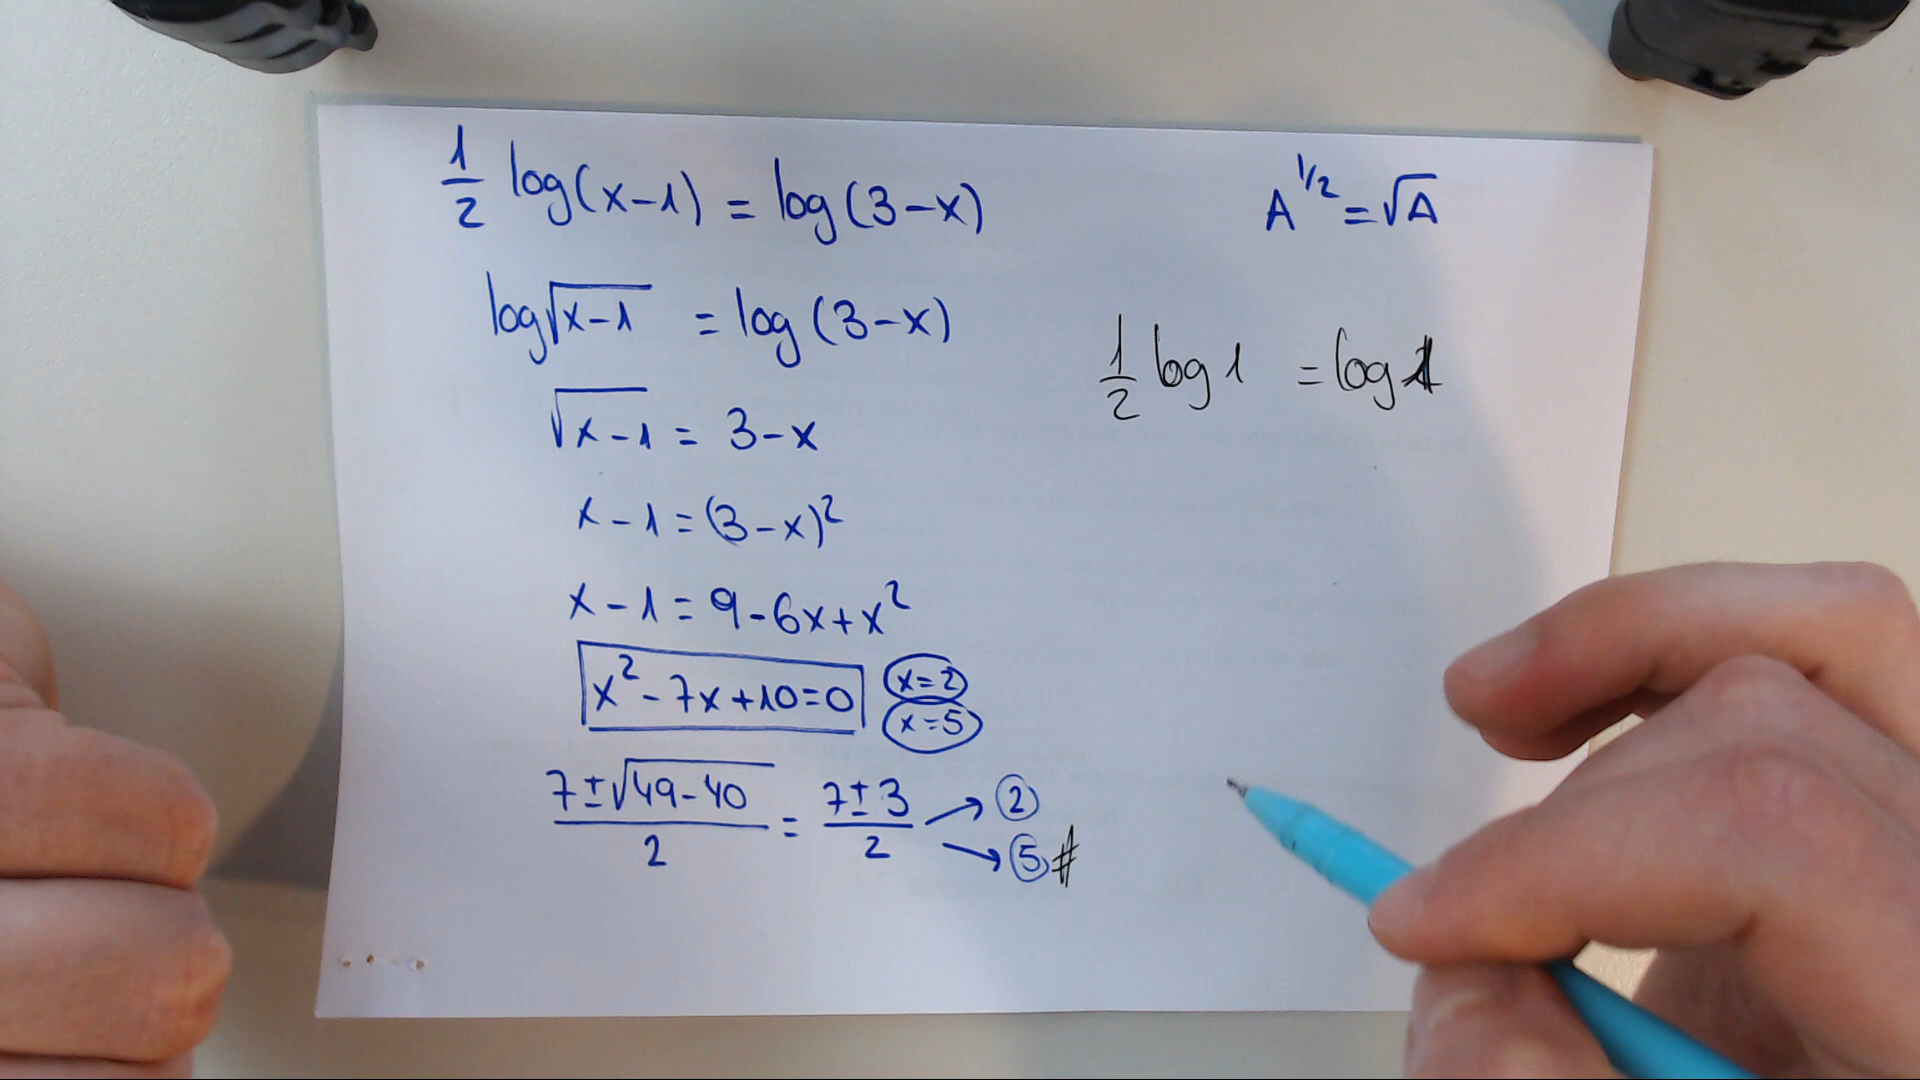 1/2 log(x-1) = log(3-x)
A^1/2 = √A
log√(x-1) = log(3-x)
1/2 log 1 = log 1
√(x-1) = 3-x
x-1 = (3-x)²
x-1 = 9-6x+x²
x²-7x+10=0 x=2
x=5
(7±√(49-40))/2 = (7±3)/2 → 2
→ 5 #